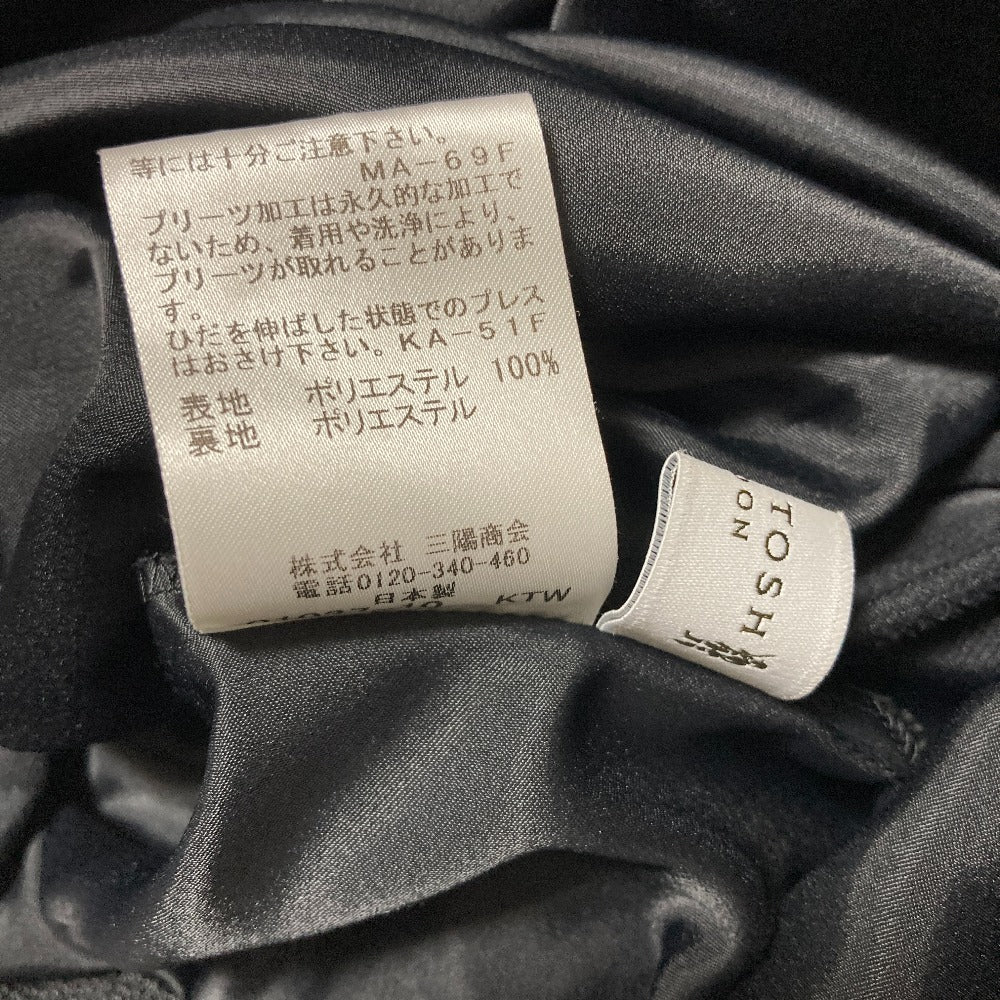 等には十分ご注意下さい。
MA-69F
プリーツ加工は永久的な加工で
ないため、着用や洗浄により、
プリーツが取れることがありま
す。
ひだを伸ばした状態でのプレス
はおさけ下さい。KA-51F
表地 ポリエステル 100%
裏地 ポリエステル
株式会社 三陽商会
電話0120-340-460
日本製
KTW
TOSH
ON